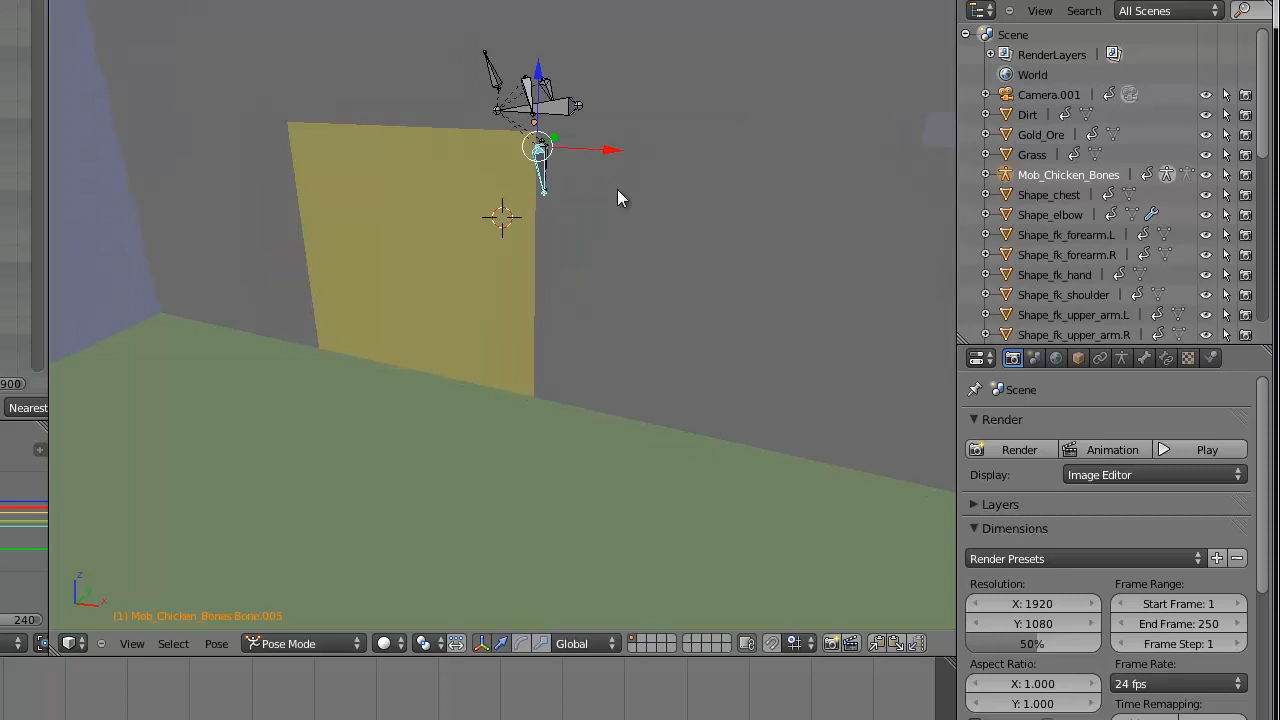 View Search All Scenes
Scene
RenderLayers
World
Camera.001
Dirt
Gold_Ore
Grass
Mob_Chicken_Bones
Shape_chest
Shape_elbow
Shape_fk_forearm.L
Shape_fk_forearm.R
Shape_fk_hand
Shape_fk_shoulder
Shape_fk_upper_arm.L
Shape_fk_upper_arm.R
900
Nearest
240
z
y
x
(1) Mob_Chicken_Bones Bone.005
View Select Pose Pose Mode Global
Scene
Render
Render Animation Play
Display: Image Editor
Layers
Dimensions
Render Presets
Resolution: Frame Range:
X: 1920 Start Frame: 1
Y: 1080 End Frame: 250
50% Frame Step: 1
Aspect Ratio: Frame Rate:
X: 1.000 24 fps
Y: 1.000 Time Remapping: